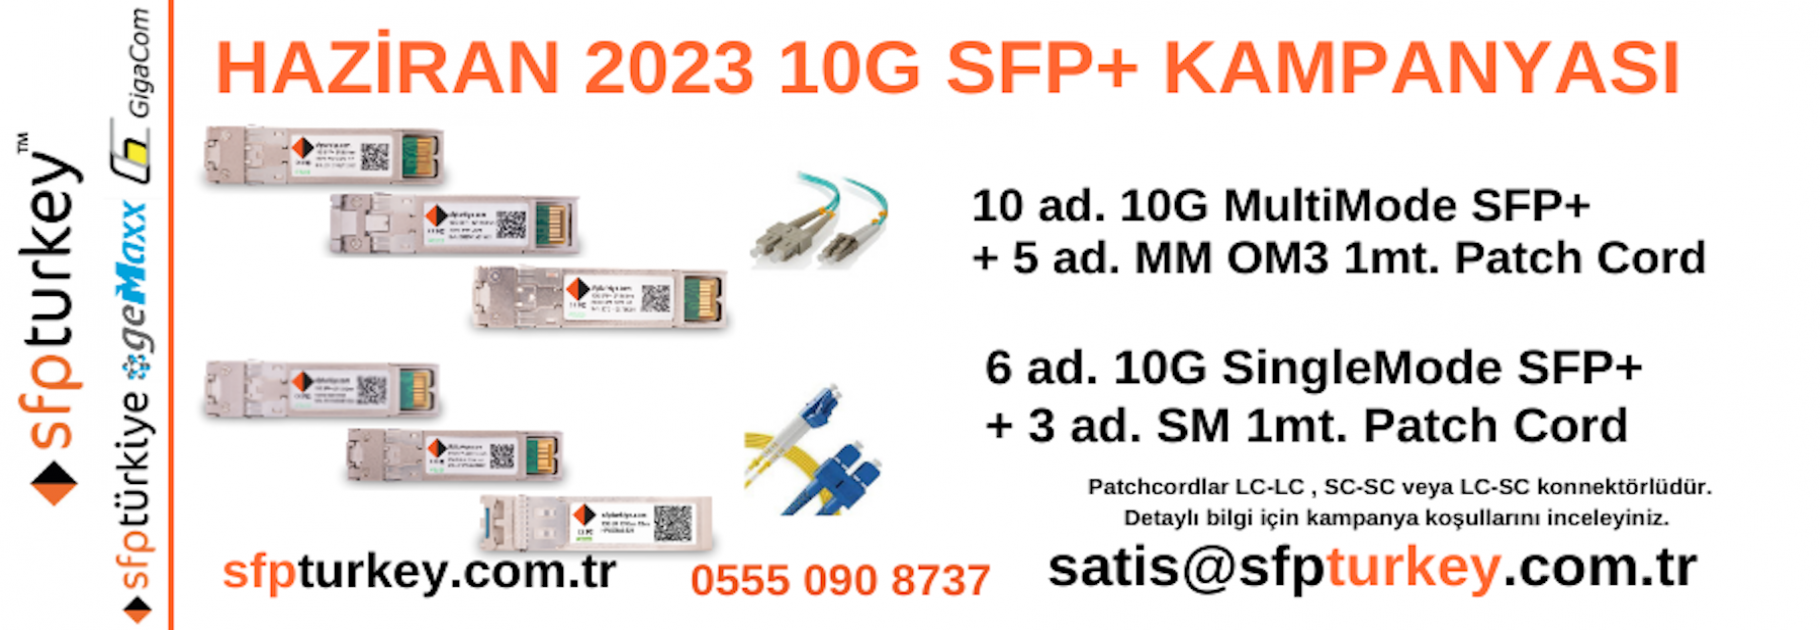 HAZİRAN 2023 10G SFP+ KAMPANYASI
sfpturkey™
sfptürkiye geMaxx GigaCom
10 ad. 10G MultiMode SFP+
+ 5 ad. MM OM3 1mt. Patch Cord
6 ad. 10G SingleMode SFP+
+ 3 ad. SM 1mt. Patch Cord
Patchcordlar LC-LC , SC-SC veya LC-SC konnektörlüdür.
Detaylı bilgi için kampanya koşullarını inceleyiniz.
sfpturkey.com.tr
0555 090 8737
satis@sfpturkey.com.tr